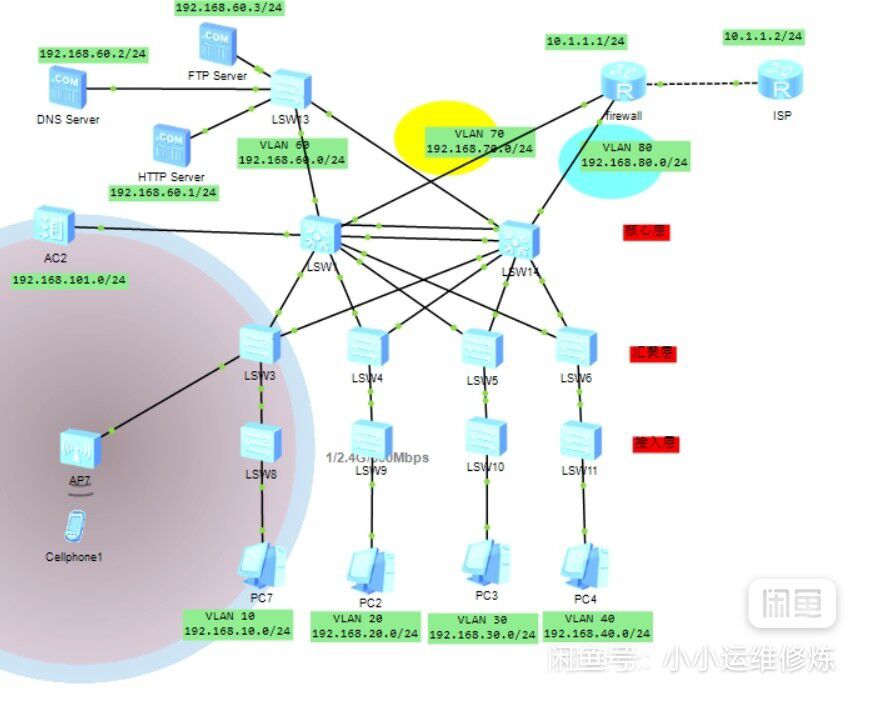 192.168.60.3/24
.COM
FTP Server
10.1.1.1/24
10.1.1.2/24
192.168.60.2/24
.COM
DNS Server
LSW13
R
firewall
R
ISP
.COM
HTTP Server
192.168.60.1/24
VLAN 60
192.168.60.0/24
VLAN 70
192.168.70.0/24
VLAN 80
192.168.80.0/24
AC2
192.168.101.0/24
LSW1
LSW14
核心层
LSW3
LSW4
LSW5
LSW6
汇聚层
AP7
LSW8
1/2.4G/
Mbps
LSW9
LSW10
LSW11
接入层
Cellphone1
PC7
PC2
PC3
PC4
VLAN 10
192.168.10.0/24
VLAN 20
192.168.20.0/24
VLAN 30
192.168.30.0/24
VLAN 40
192.168.40.0/24
闲鱼
闲鱼号：小小运维修炼